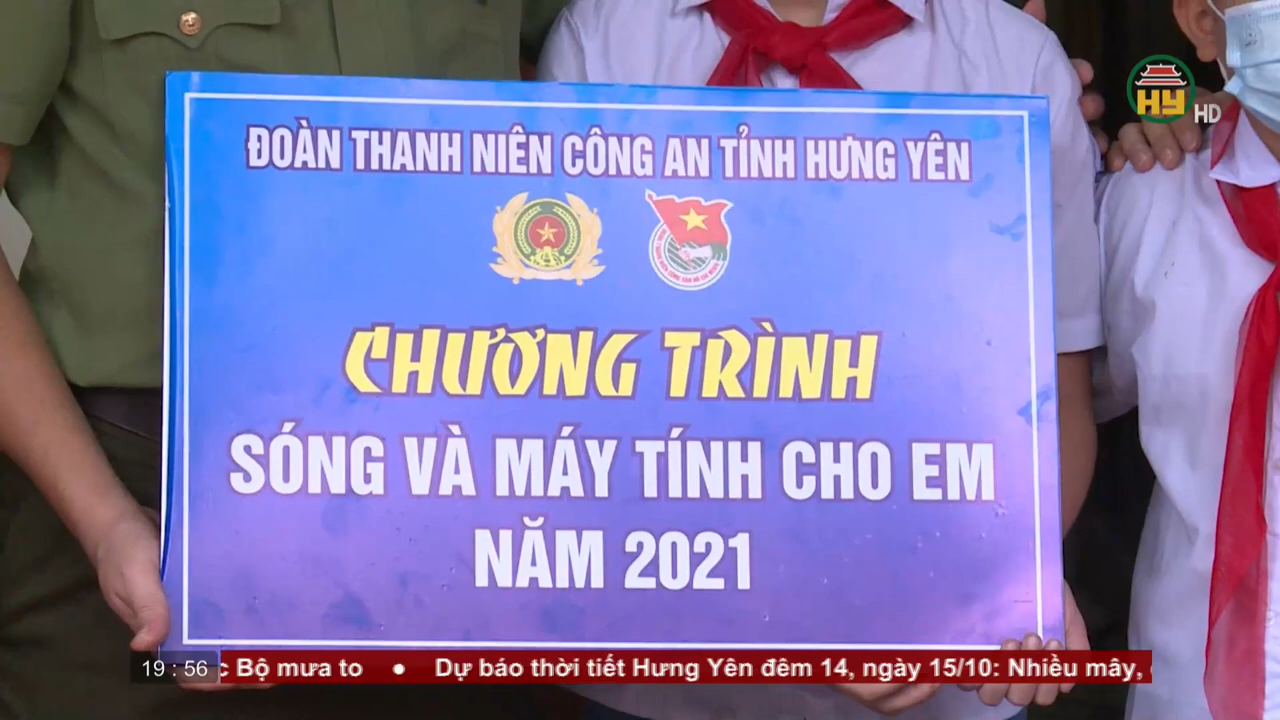 HY HD
ĐOÀN THANH NIÊN CÔNG AN TỈNH HƯNG YÊN
CHƯƠNG TRÌNH
SÓNG VÀ MÁY TÍNH CHO EM
NĂM 2021
19 : 56
Bộ mưa to • Dự báo thời tiết Hưng Yên đêm 14, ngày 15/10: Nhiều mây,